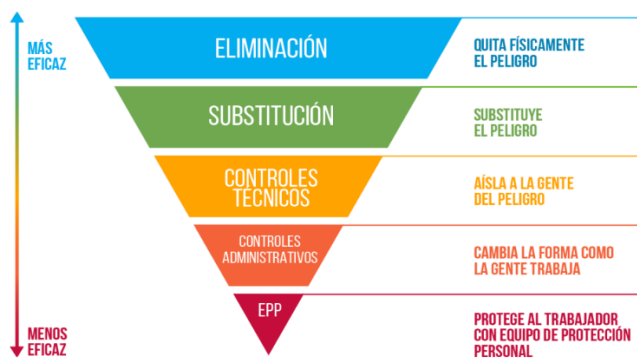 MÁS
EFICAZ
ELIMINACIÓN
QUITA FÍSICAMENTE
EL PELIGRO
SUBSTITUCIÓN
SUBSTITUYE
EL PELIGRO
CONTROLES
TÉCNICOS
AÍSLA A LA GENTE
DEL PELIGRO
CONTROLES
ADMINISTRATIVOS
CAMBIA LA FORMA COMO
LA GENTE TRABAJA
EPP
PROTEGE AL TRABAJADOR
CON EQUIPO DE PROTECCIÓN
PERSONAL
MENOS
EFICAZ